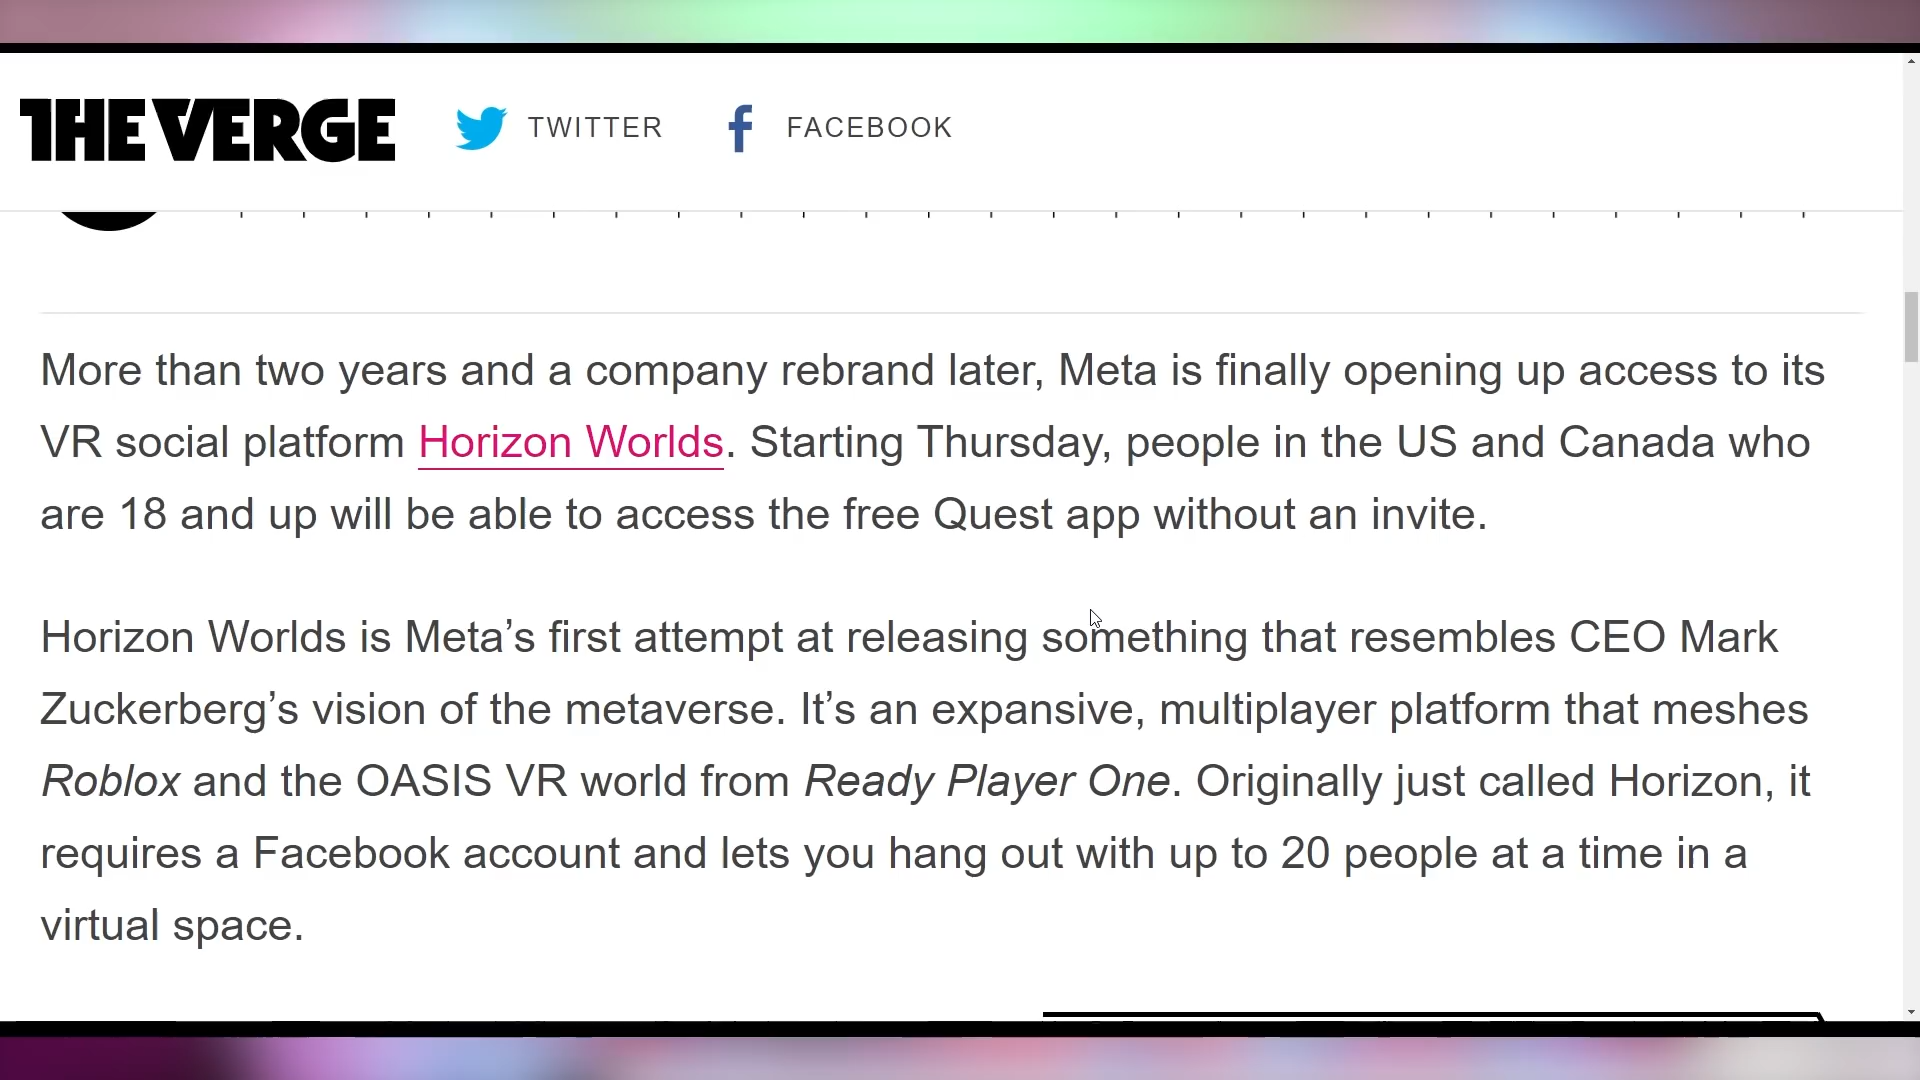 THE VERGE TWITTER FACEBOOK
More than two years and a company rebrand later, Meta is finally opening up access to its
VR social platform Horizon Worlds. Starting Thursday, people in the US and Canada who
are 18 and up will be able to access the free Quest app without an invite.
Horizon Worlds is Meta’s first attempt at releasing something that resembles CEO Mark
Zuckerberg’s vision of the metaverse. It’s an expansive, multiplayer platform that meshes
Roblox and the OASIS VR world from Ready Player One. Originally just called Horizon, it
requires a Facebook account and lets you hang out with up to 20 people at a time in a
virtual space.